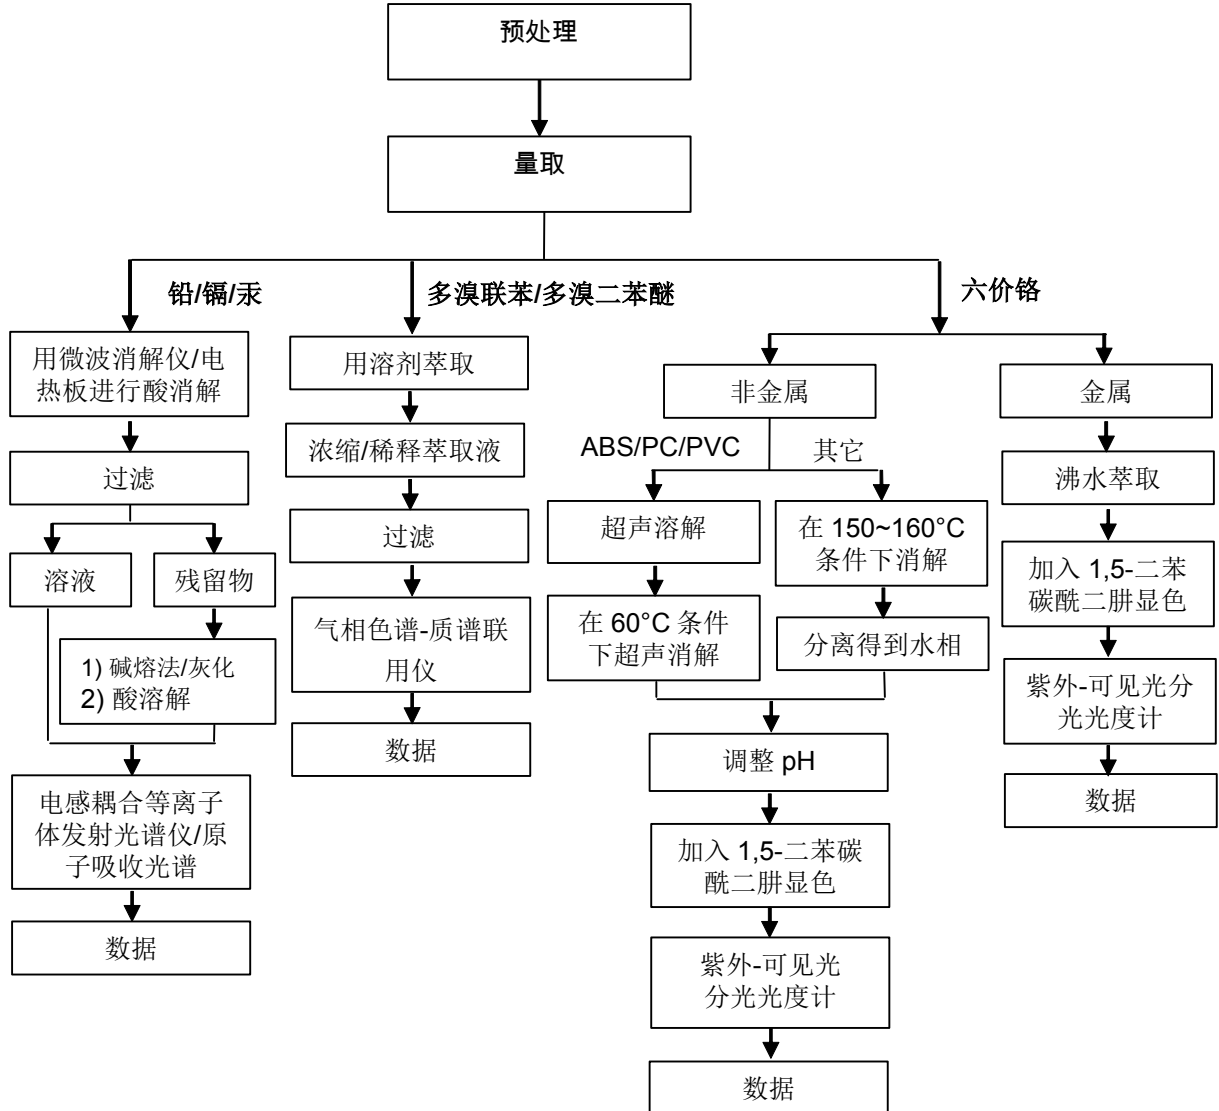 预处理
量取
铅/镉/汞
多溴联苯/多溴二苯醚
六价铬
用微波消解仪/电
热板进行酸消解
过滤
溶液
残留物
1) 碱熔法/灰化
2) 酸溶解
电感耦合等离子
体发射光谱仪/原
子吸收光谱
数据
用溶剂萃取
浓缩/稀释萃取液
过滤
气相色谱-质谱联
用仪
数据
非金属
ABS/PC/PVC
其它
超声溶解
在 60°C 条件
下超声消解
在 150~160°C
条件下消解
分离得到水相
调整 pH
加入 1,5-二苯碳
酰二肼显色
紫外-可见光
分光光度计
数据
金属
沸水萃取
加入 1,5-二苯
碳酰二肼显色
紫外-可见光分
光光度计
数据